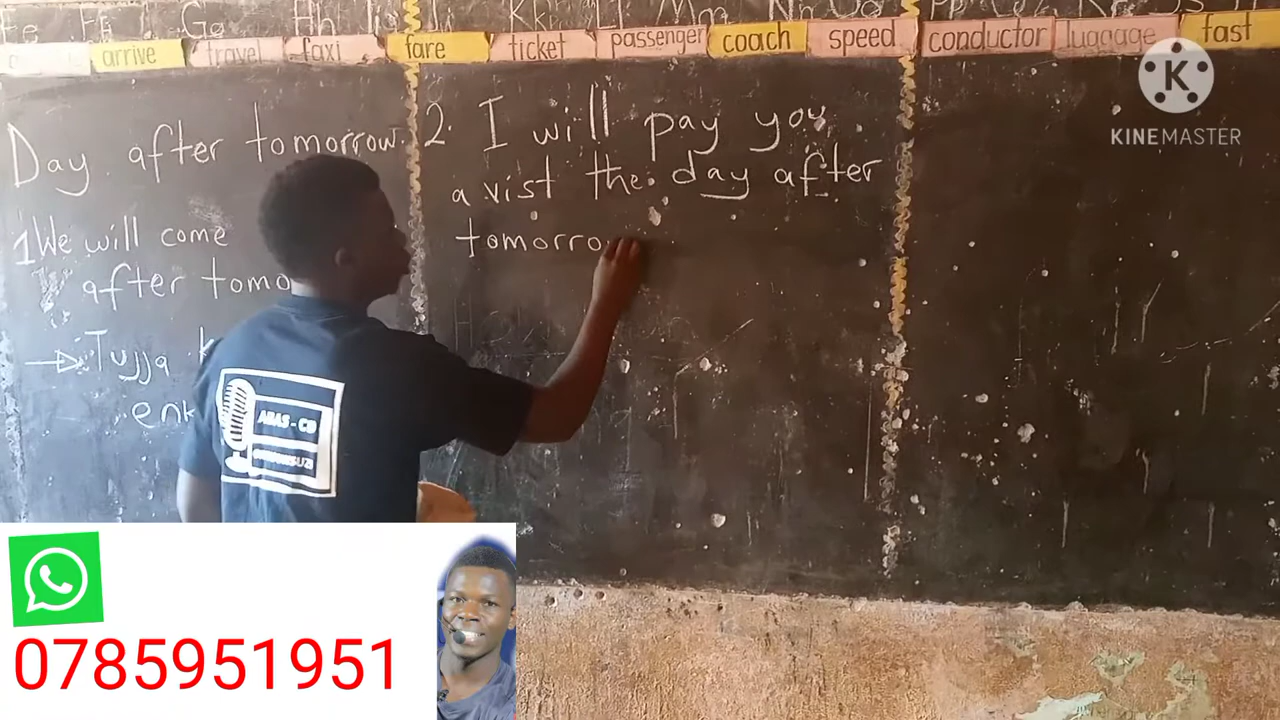 arrive travel taxi fare ticket passenger coach speed conductor luggage fast
Day after tomorrow.
1 We will come
after tomo
Tujja
enk
2. I will pay you
a vist the day after
tomorro
ABAS-CB
KINEMASTER
0785951951